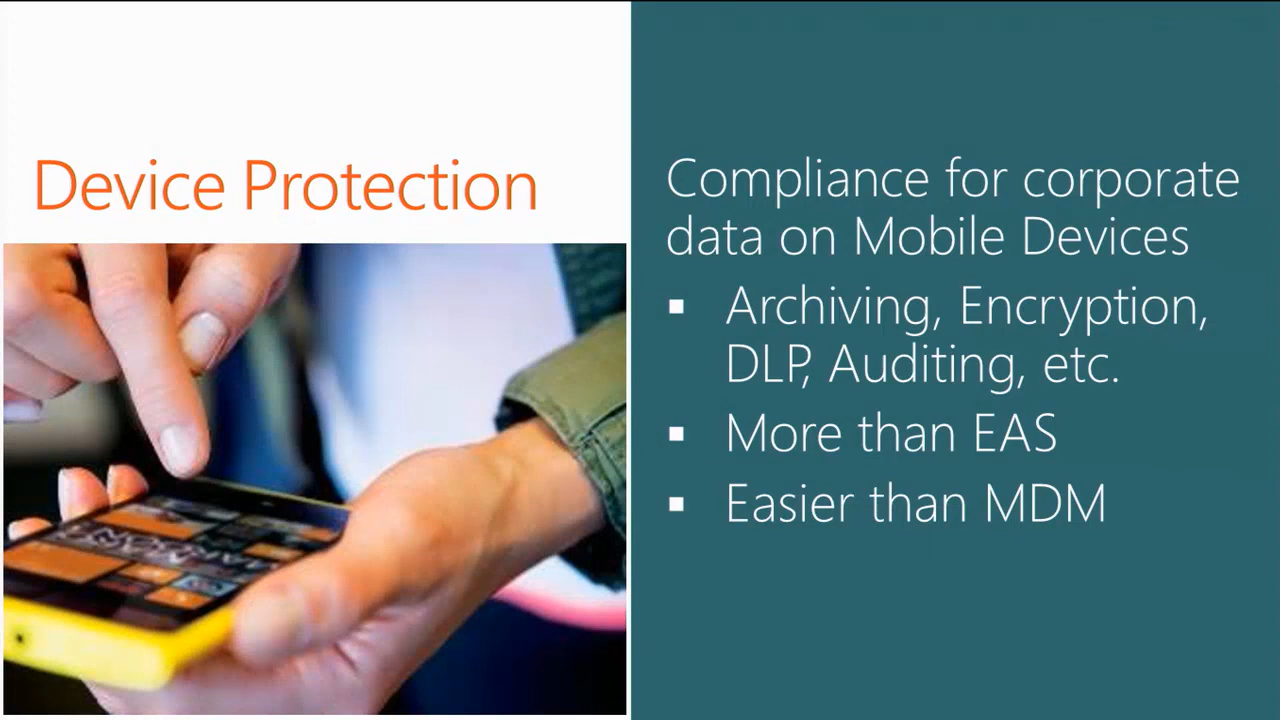 Device Protection
Compliance for corporate
data on Mobile Devices
▪ Archiving, Encryption,
DLP, Auditing, etc.
▪ More than EAS
▪ Easier than MDM